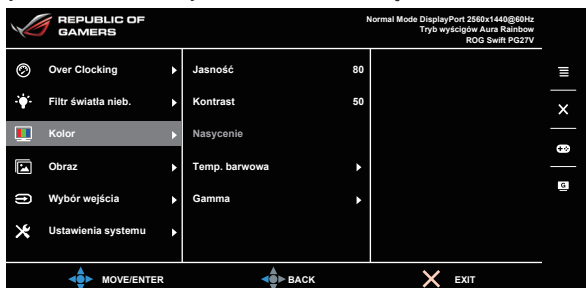 REPUBLIC OF
GAMERS
Normal Mode DisplayPort 2560x1440@60Hz
Tryb wyścigów Aura Rainbow
ROG Swift PG27V
Over Clocking
Jasność 80
Filtr światła nieb.
Kontrast 50
Kolor
Nasycenie
Obraz
Temp. barwowa
Wybór wejścia
Gamma
Ustawienia systemu
MOVE/ENTER
BACK
EXIT
G